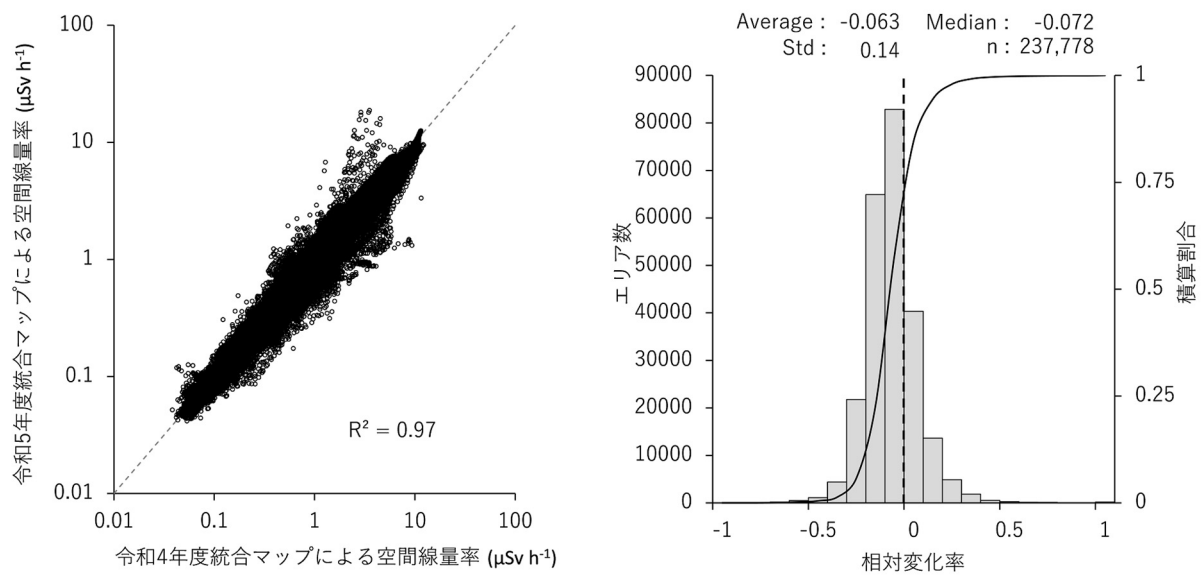 100
10
1
0.1
0.01
0.01 0.1 1 10 100
令和5年度統合マップによる空間線量率 (μSv h⁻¹)
令和4年度統合マップによる空間線量率 (μSv h⁻¹)
R² = 0.97
Average : -0.063 Median : -0.072
Std : 0.14 n : 237,778
90000
80000
70000
60000
50000
40000
30000
20000
10000
0
エリア数
1
0.75
0.5
0.25
0
積算割合
-1 -0.5 0 0.5 1
相対変化率